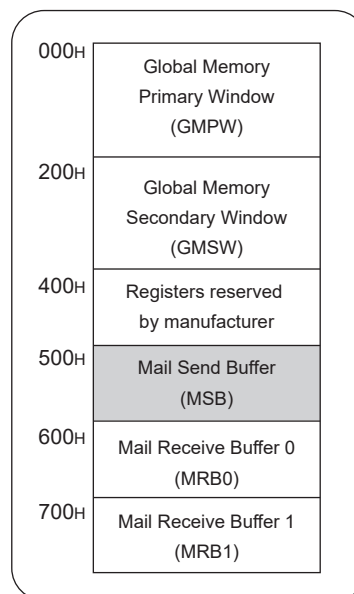 000H
Global Memory
Primary Window
(GMPW)
200H
Global Memory
Secondary Window
(GMSW)
400H
Registers reserved
by manufacturer
500H
Mail Send Buffer
(MSB)
600H
Mail Receive Buffer 0
(MRB0)
700H
Mail Receive Buffer 1
(MRB1)